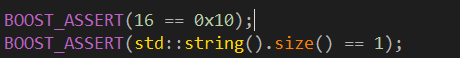 BOOST_ASSERT(16 == 0x10);
BOOST_ASSERT(std::string().size() == 1);